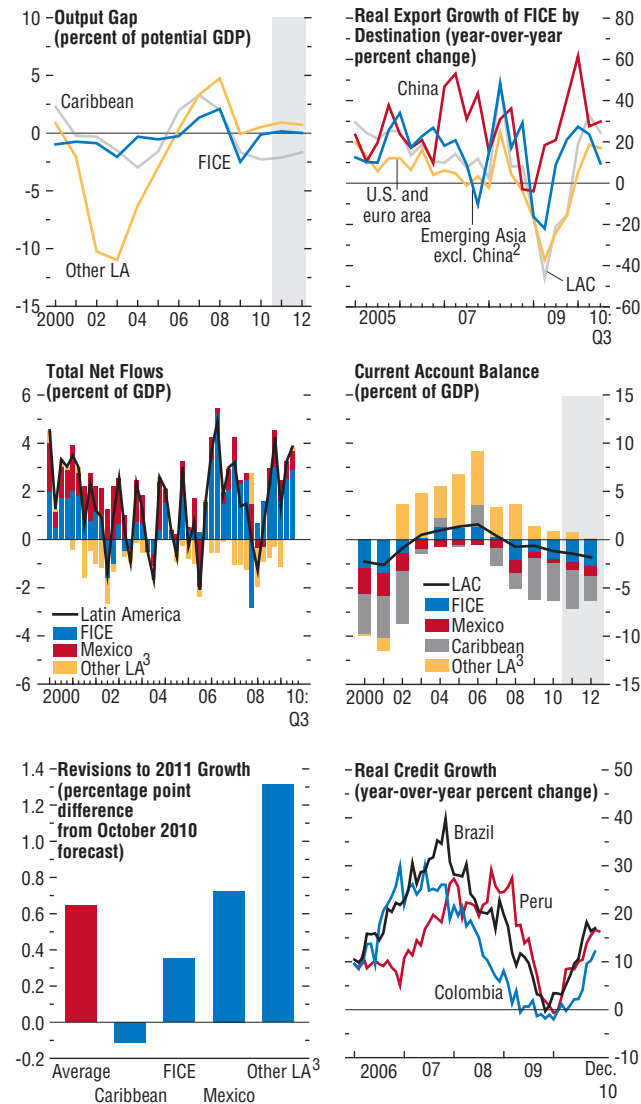 Output Gap
(percent of potential GDP)
10
5
0
-5
-10
-15
Caribbean
FICE
Other LA
2000 02 04 06 08 10 12
Real Export Growth of FICE by
Destination (year-over-year
percent change)
80
60
40
20
0
-20
-40
-60
China
U.S. and
euro area
Emerging Asia
excl. China2
LAC
2005 07 09 10:
Q3
Total Net Flows
(percent of GDP)
6
4
2
0
-2
-4
-6
Latin America
FICE
Mexico
Other LA3
2000 02 04 06 08 10:
Q3
Current Account Balance
(percent of GDP)
15
10
5
0
-5
-10
-15
LAC
FICE
Mexico
Caribbean
Other LA3
2000 02 04 06 08 10 12
Revisions to 2011 Growth
(percentage point
difference
from October 2010
forecast)
1.4
1.2
1.0
0.8
0.6
0.4
0.2
0.0
-0.2
Average FICE Other LA3
Caribbean Mexico
Real Credit Growth
(year-over-year percent change)
50
40
30
20
10
0
-10
Brazil
Peru
Colombia
2006 07 08 09 Dec.
10